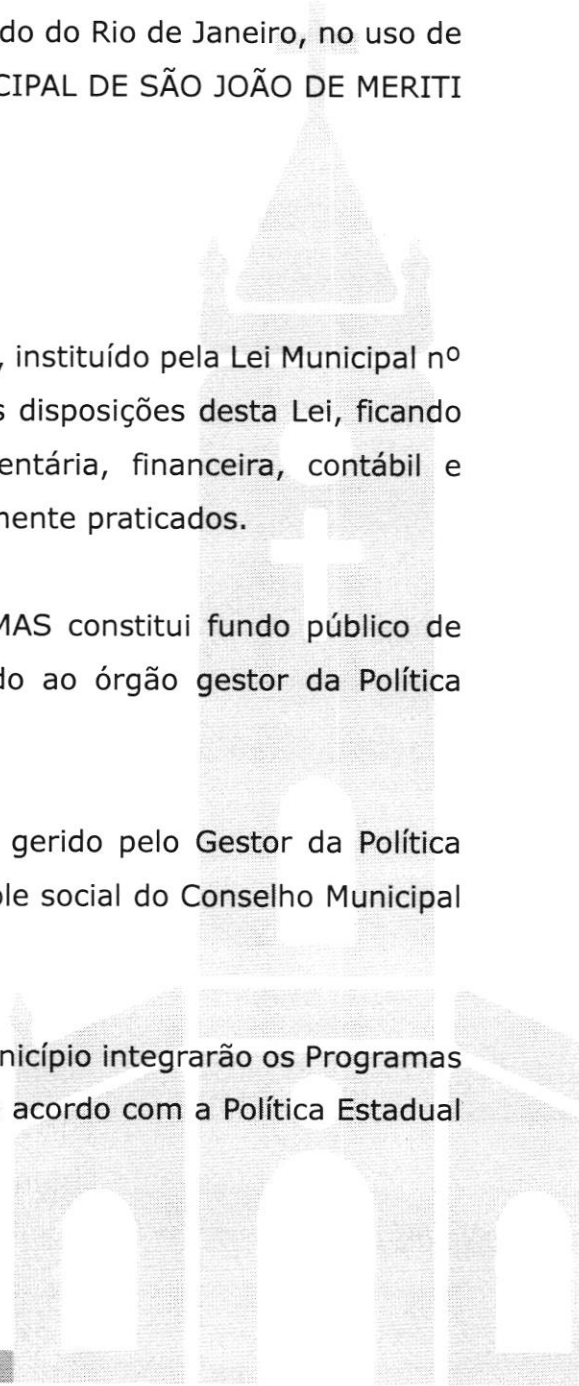 do do Rio de Janeiro, no uso de
CIPAL DE SÃO JOÃO DE MERITI
, instituído pela Lei Municipal nº
s disposições desta Lei, ficando
entária, financeira, contábil e
mente praticados.
MAS constitui fundo público de
do ao órgão gestor da Política
gerido pelo Gestor da Política
ole social do Conselho Municipal
nicípio integrarão os Programas
acordo com a Política Estadual